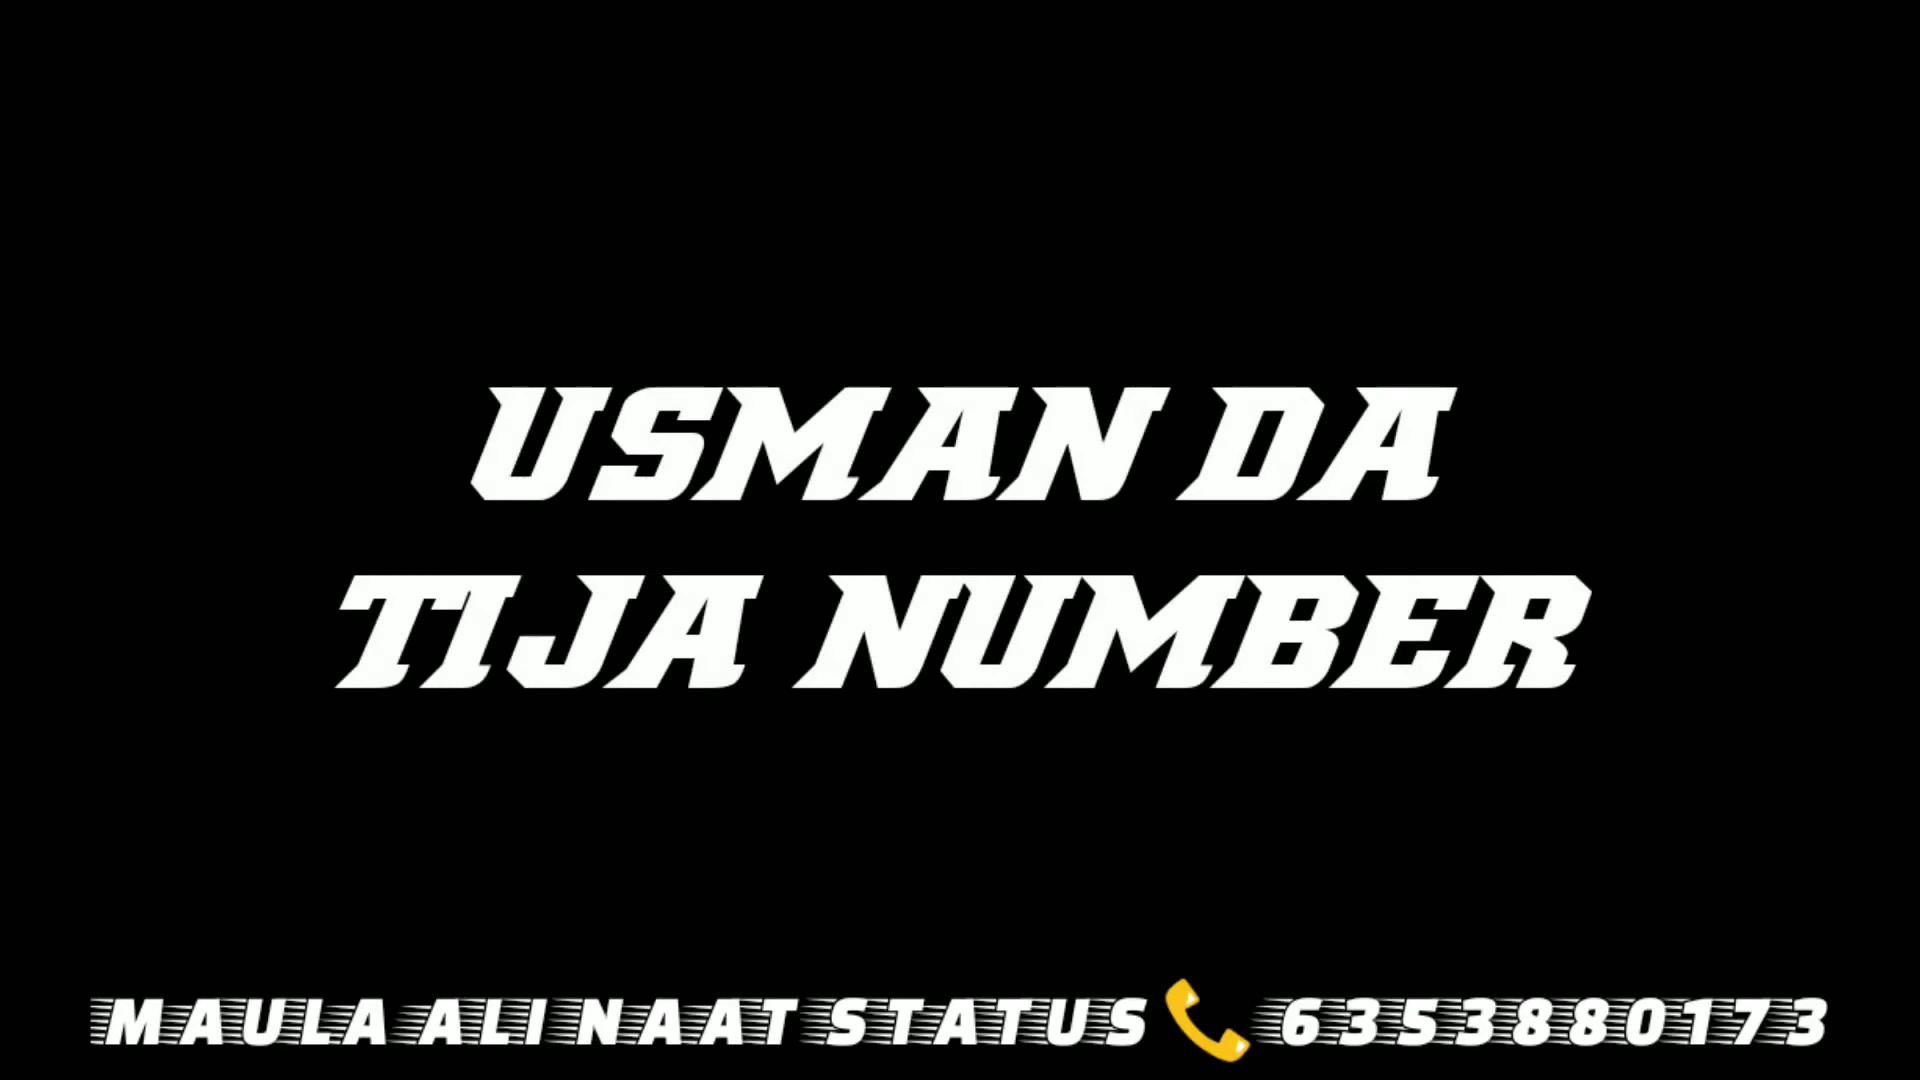 USMAN DA
TIJA NUMBER
MAULA ALI NAAT STATUS 📞 6353880173